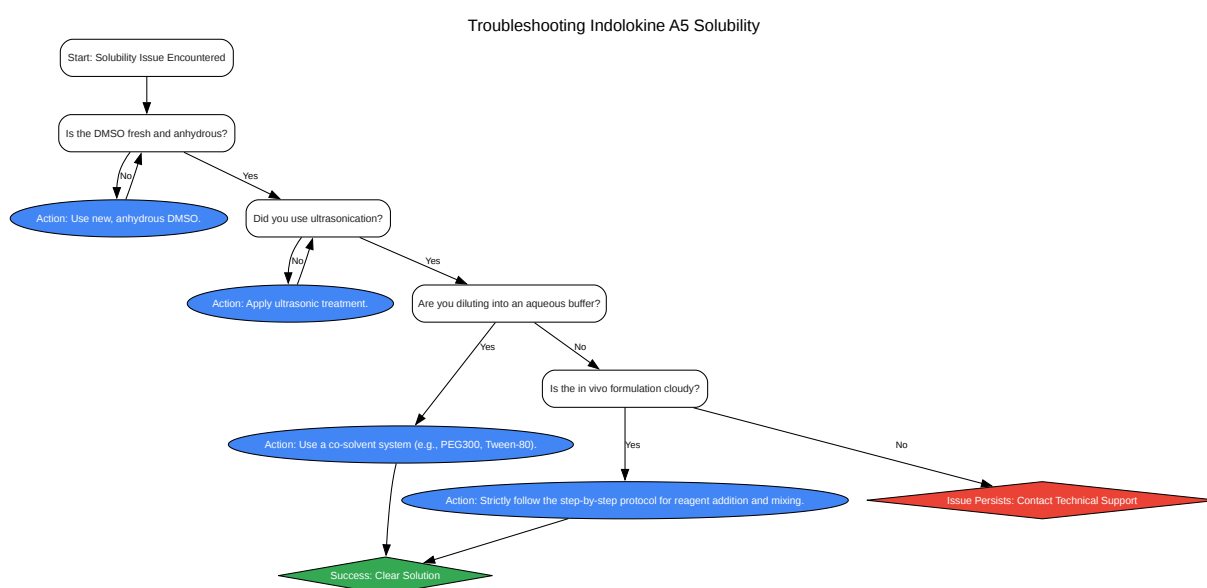 Troubleshooting Indolokine A5 Solubility
Start: Solubility Issue Encountered
Is the DMSO fresh and anhydrous?
No
Yes
Action: Use new, anhydrous DMSO.
Did you use ultrasonication?
No
Yes
Action: Apply ultrasonic treatment.
Are you diluting into an aqueous buffer?
Yes
No
Is the in vivo formulation cloudy?
Action: Use a co-solvent system (e.g., PEG300, Tween-80).
Yes
No
Action: Strictly follow the step-by-step protocol for reagent addition and mixing.
Issue Persists: Contact Technical Support
Success: Clear Solution